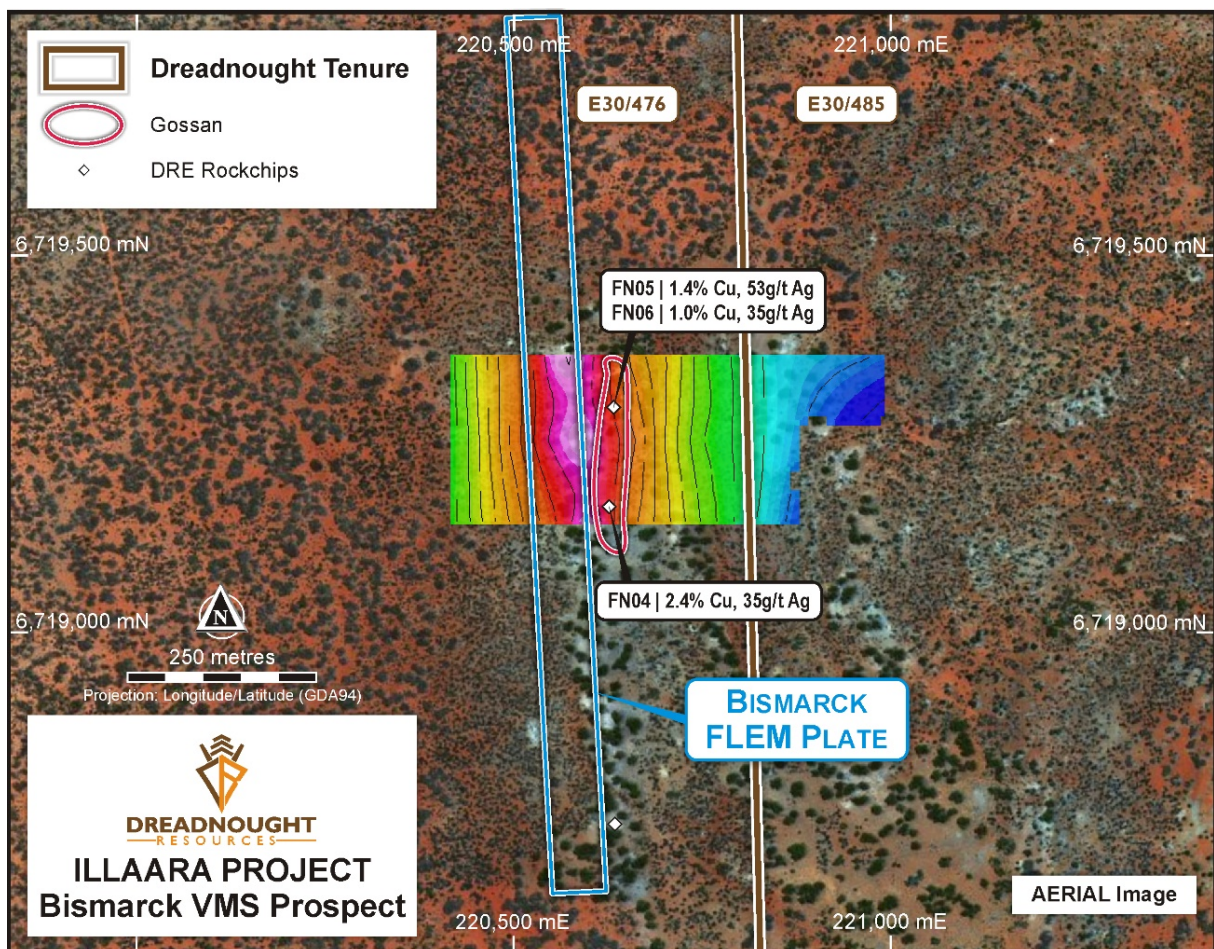 Dreadnought Tenure
Gossan
DRE Rockchips
220,500 mE
221,000 mE
E30/476
E30/485
6,719,500 mN
6,719,500 mN
FN05 | 1.4% Cu, 53g/t Ag
FN06 | 1.0% Cu, 35g/t Ag
FN04 | 2.4% Cu, 35g/t Ag
6,719,000 mN
6,719,000 mN
N
250 metres
Projection: Longitude/Latitude (GDA94)
BISMARCK
FLEM PLATE
DREADNOUGHT
RESOURCES
ILLAARA PROJECT
Bismarck VMS Prospect
AERIAL Image
220,500 mE
221,000 mE